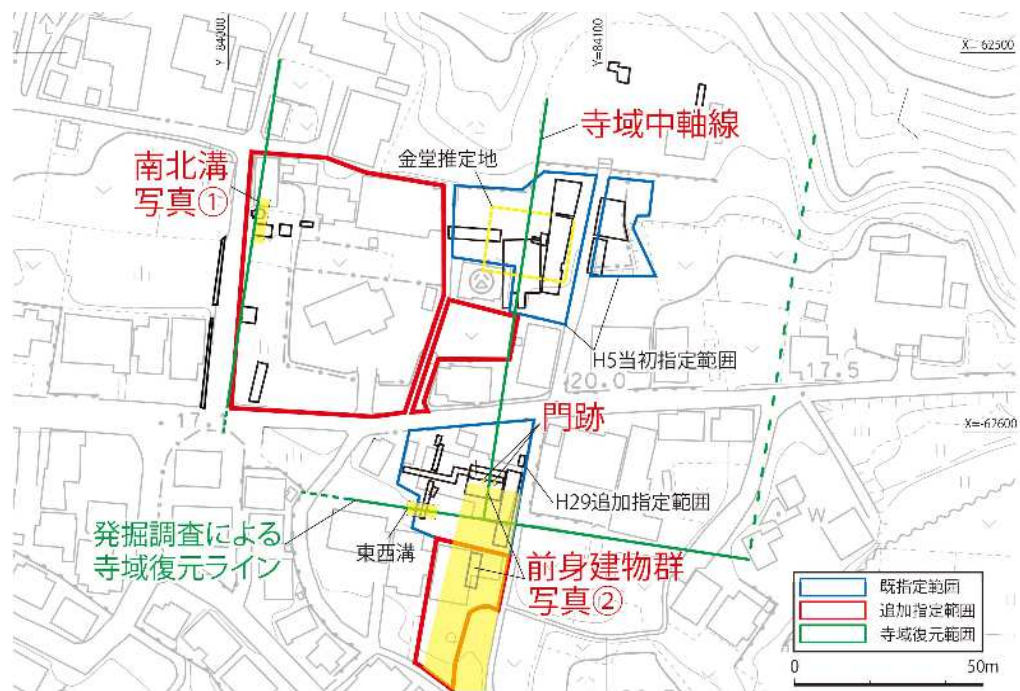 Y=84000
Y=84100
X=-62500
寺域中軸線
金堂推定地
南北溝
写真①
H5当初指定範囲
20.0
17.5
門跡
X=-62600
H29追加指定範囲
発掘調査による
寺域復元ライン
東西溝
前身建物群
写真②
W
既指定範囲
追加指定範囲
寺域復元範囲
0
50m